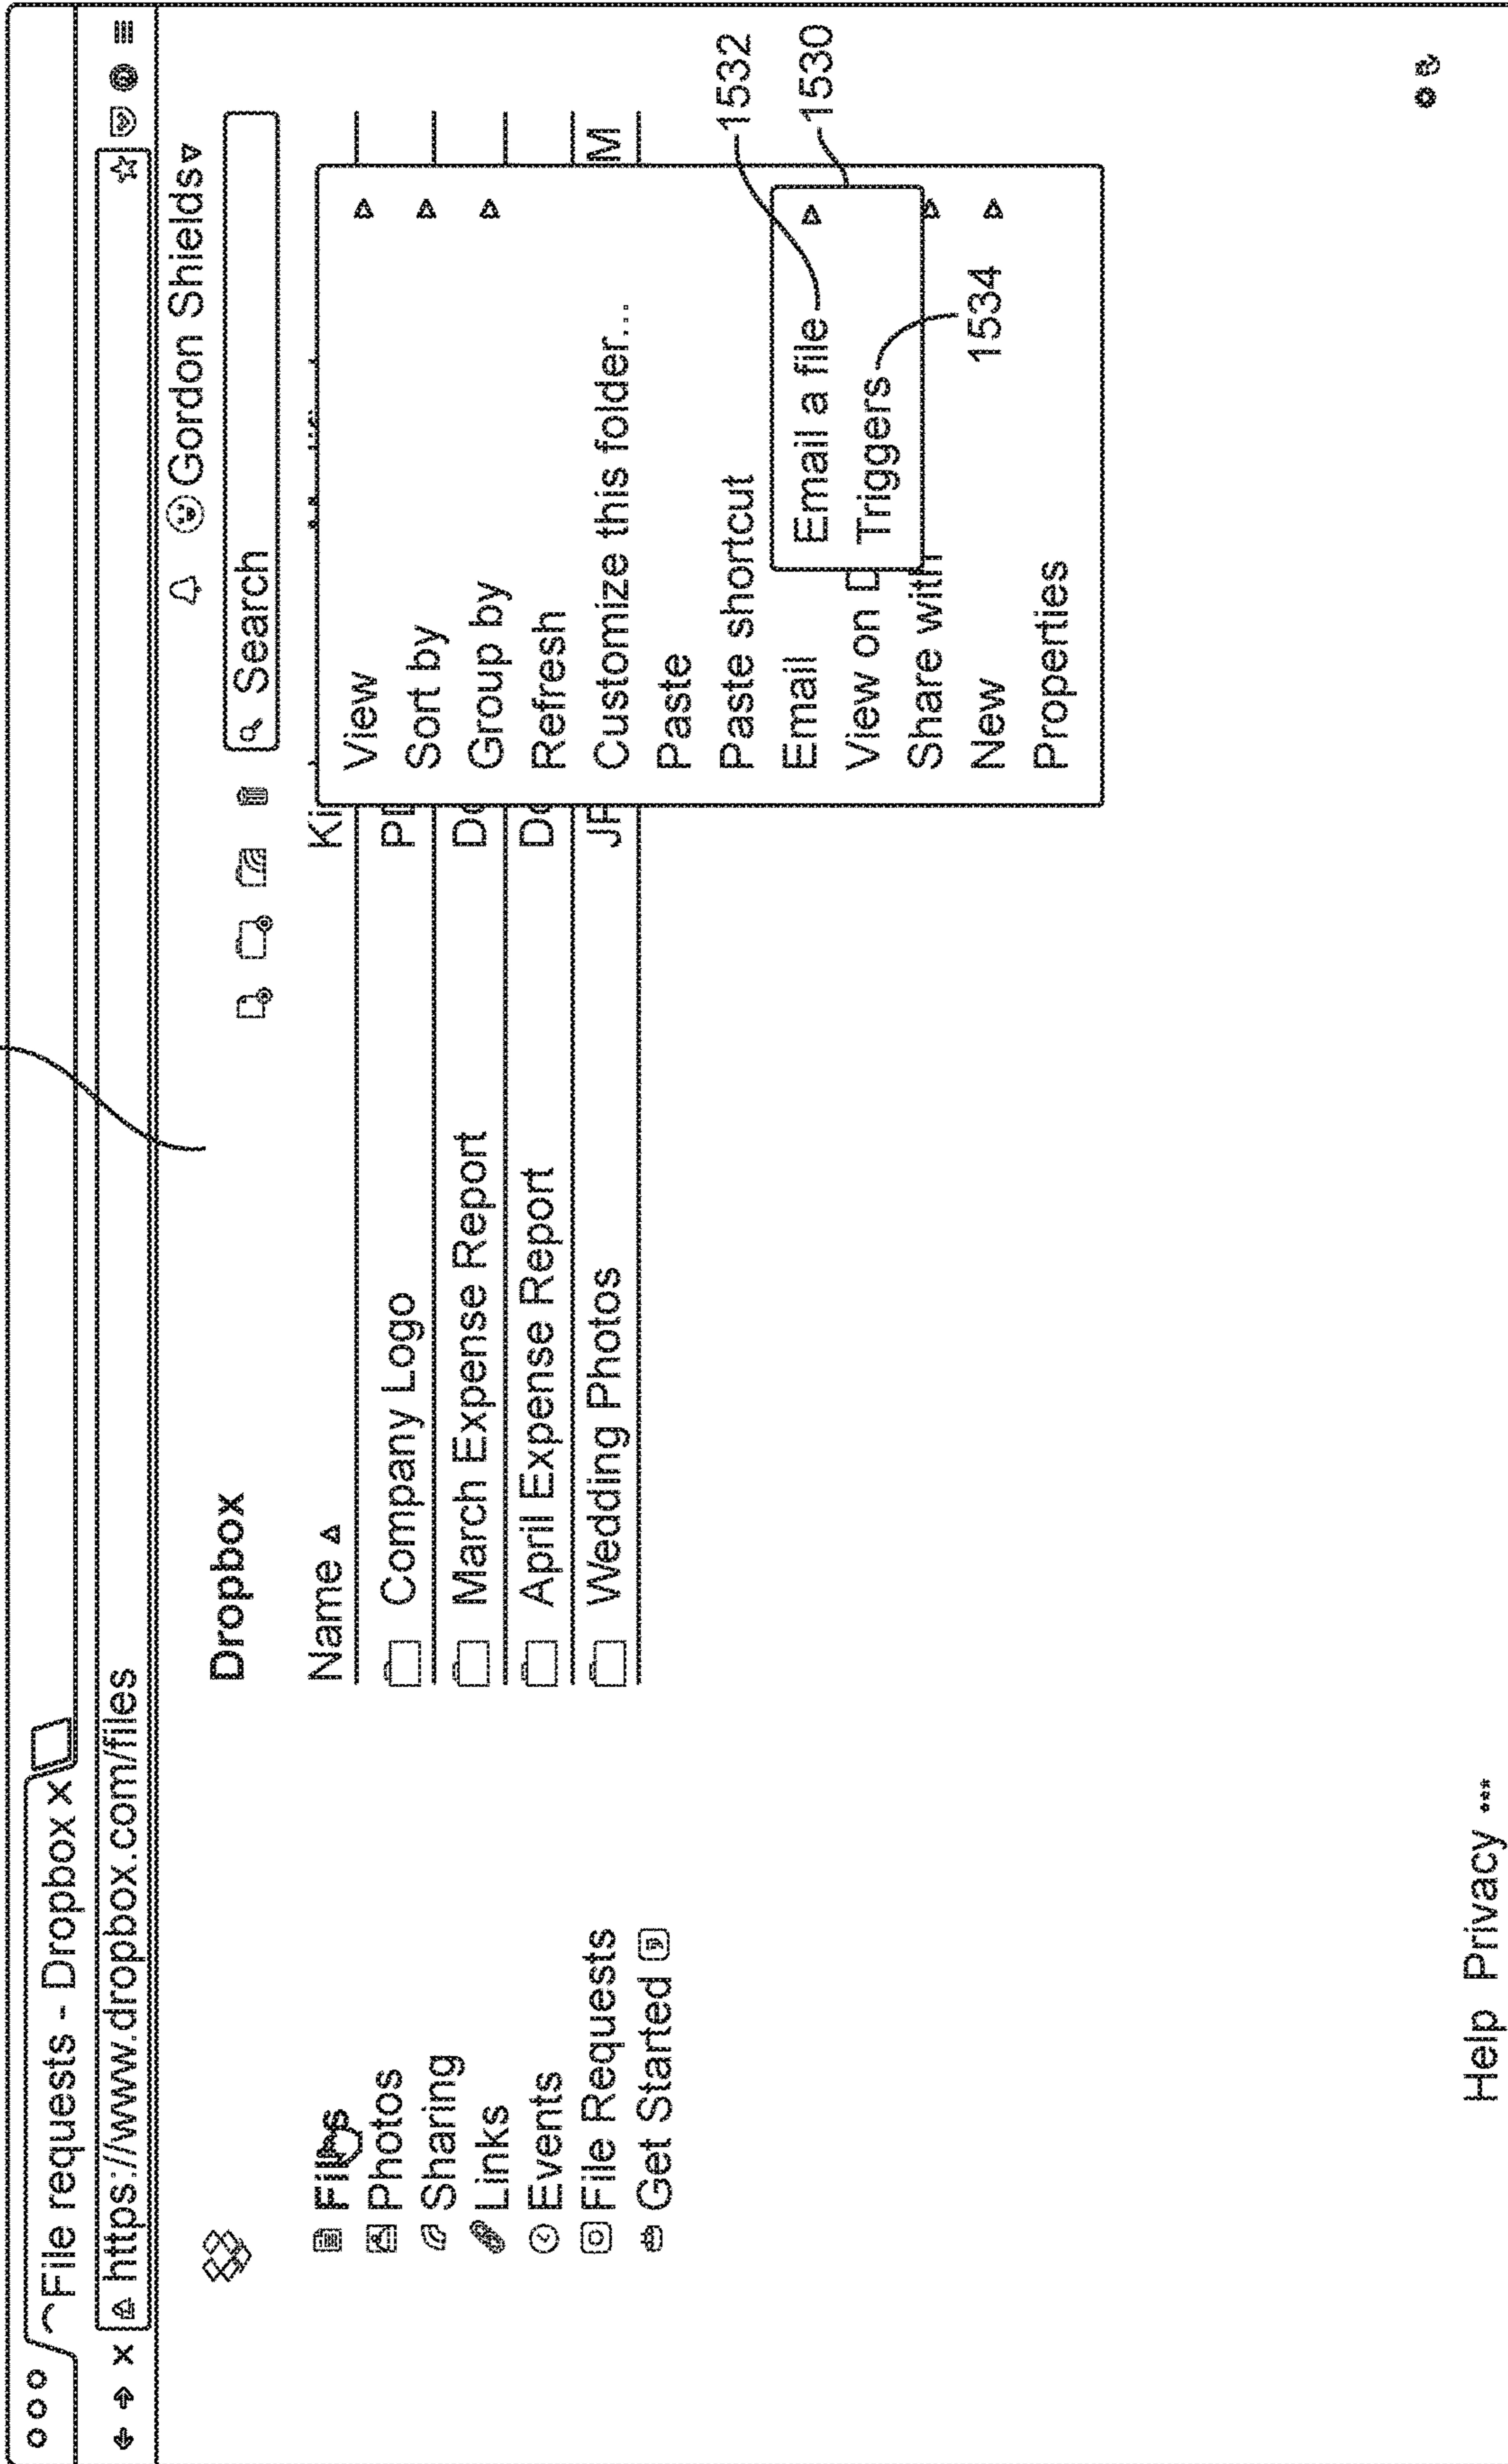 File requests - Dropbox X
https://www.dropbox.com/files
Gordon Shields
Dropbox
Search
Name
Ki
Company Logo
March Expense Report
April Expense Report
Wedding Photos
JP
M
Files
Photos
Sharing
Links
Events
File Requests
Get Started
View
Sort by
Group by
Refresh
Customize this folder...
Paste
Paste shortcut
Email
View on D
Share with
New
Properties
Email a file
Triggers
1532
1530
1534
Help Privacy •••